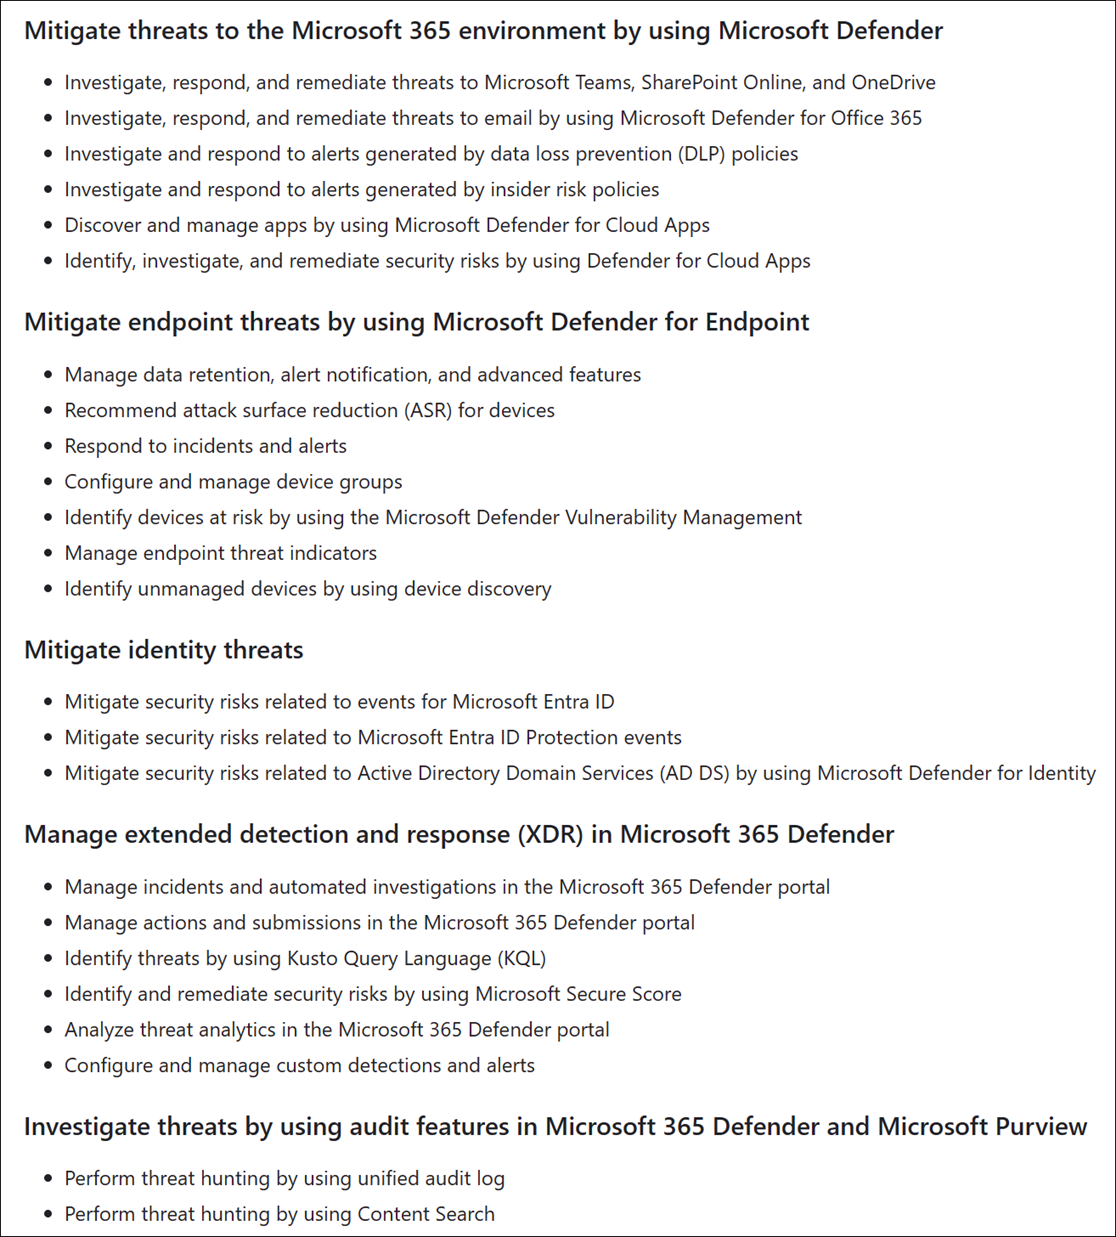 Mitigate threats to the Microsoft 365 environment by using Microsoft Defender
• Investigate, respond, and remediate threats to Microsoft Teams, SharePoint Online, and OneDrive
• Investigate, respond, and remediate threats to email by using Microsoft Defender for Office 365
• Investigate and respond to alerts generated by data loss prevention (DLP) policies
• Investigate and respond to alerts generated by insider risk policies
• Discover and manage apps by using Microsoft Defender for Cloud Apps
• Identify, investigate, and remediate security risks by using Defender for Cloud Apps
Mitigate endpoint threats by using Microsoft Defender for Endpoint
• Manage data retention, alert notification, and advanced features
• Recommend attack surface reduction (ASR) for devices
• Respond to incidents and alerts
• Configure and manage device groups
• Identify devices at risk by using the Microsoft Defender Vulnerability Management
• Manage endpoint threat indicators
• Identify unmanaged devices by using device discovery
Mitigate identity threats
• Mitigate security risks related to events for Microsoft Entra ID
• Mitigate security risks related to Microsoft Entra ID Protection events
• Mitigate security risks related to Active Directory Domain Services (AD DS) by using Microsoft Defender for Identity
Manage extended detection and response (XDR) in Microsoft 365 Defender
• Manage incidents and automated investigations in the Microsoft 365 Defender portal
• Manage actions and submissions in the Microsoft 365 Defender portal
• Identify threats by using Kusto Query Language (KQL)
• Identify and remediate security risks by using Microsoft Secure Score
• Analyze threat analytics in the Microsoft 365 Defender portal
• Configure and manage custom detections and alerts
Investigate threats by using audit features in Microsoft 365 Defender and Microsoft Purview
• Perform threat hunting by using unified audit log
• Perform threat hunting by using Content Search